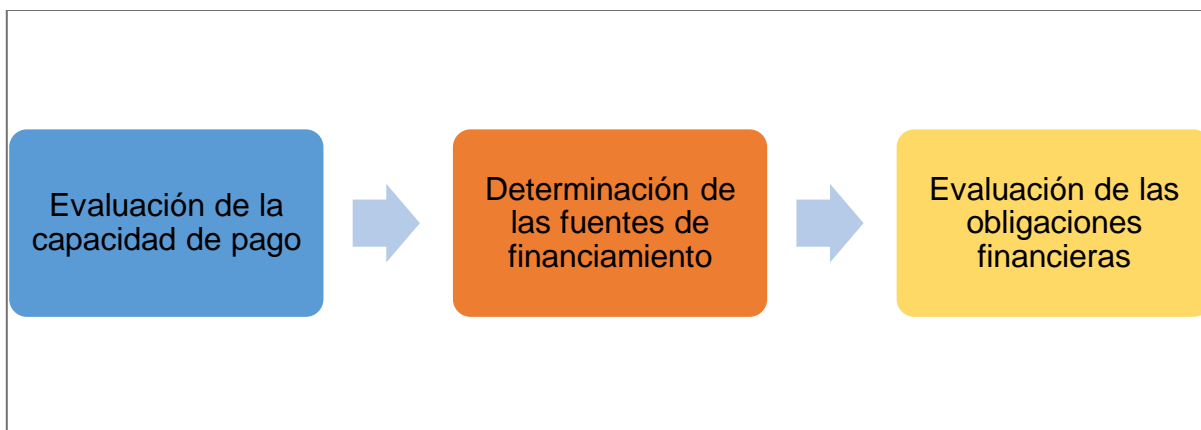 Evaluación de la
capacidad de pago
Determinación de
las fuentes de
financiamiento
Evaluación de las
obligaciones
financieras